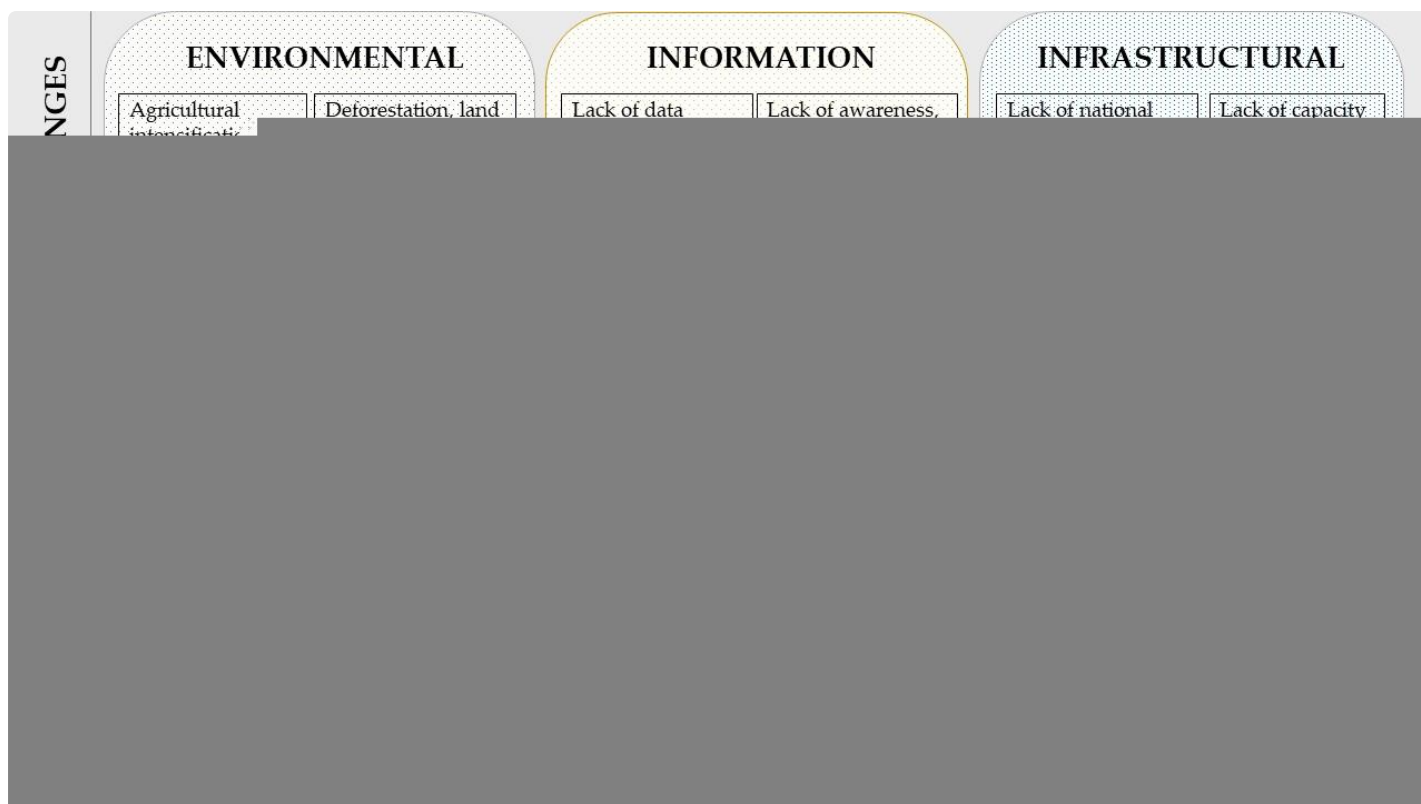 NGES
ENVIRONMENTAL
Agricultural
Deforestation, land
INFORMATION
Lack of data
Lack of awareness,
INFRASTRUCTURAL
Lack of national
Lack of capacity